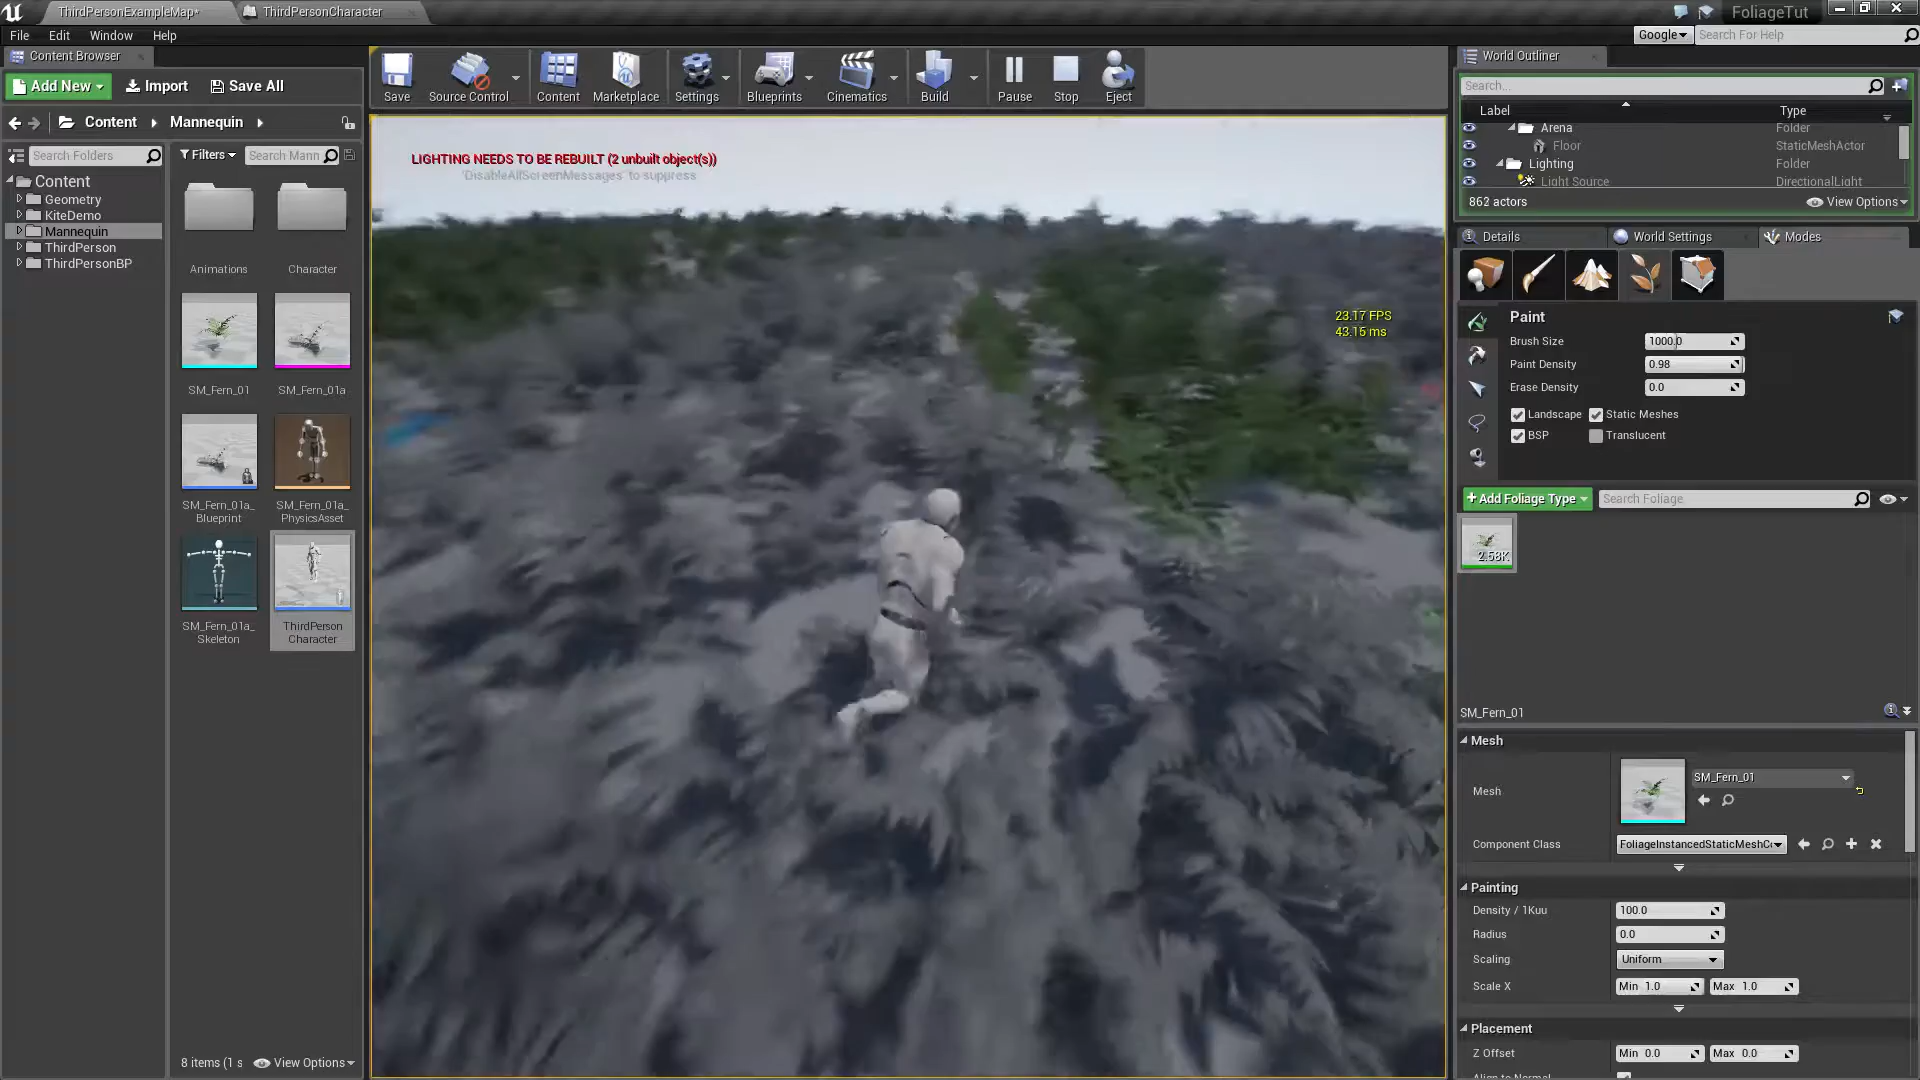 ThirdPersonExampleMap*
ThirdPersonCharacter
FoliageTut
File Edit Window Help
Google
Search For Help
Content Browser
Add New
Import
Save All
Content
Mannequin
Search Folders
Filters
Search Mann
Content
Geometry
KiteDemo
Mannequin
ThirdPerson
ThirdPersonBP
Animations
Character
SM_Fern_01
SM_Fern_01a
SM_Fern_01a_
Blueprint
SM_Fern_01a_
PhysicsAsset
SM_Fern_01a_
Skeleton
ThirdPerson
Character
8 items (1 s
View Options
Save
Source Control
Content
Marketplace
Settings
Blueprints
Cinematics
Build
Pause
Stop
Eject
LIGHTING NEEDS TO BE REBUILT (2 unbuilt object(s))
'DisableAllScreenMessages' to suppress
23.17 FPS
43.15 ms
World Outliner
Search...
Label
Type
Arena
Folder
Floor
StaticMeshActor
Lighting
Folder
Light Source
DirectionalLight
862 actors
View Options
Details
World Settings
Modes
Paint
Brush Size
1000.0
Paint Density
0.98
Erase Density
0.0
Landscape
Static Meshes
BSP
Translucent
+Add Foliage Type
Search Foliage
2.58K
SM_Fern_01
Mesh
Mesh
SM_Fern_01
Component Class
FoliageInstancedStaticMeshC
Painting
Density / 1Kuu
100.0
Radius
0.0
Scaling
Uniform
Scale X
Min 1.0
Max 1.0
Placement
Z Offset
Min 0.0
Max 0.0
Align to Normal